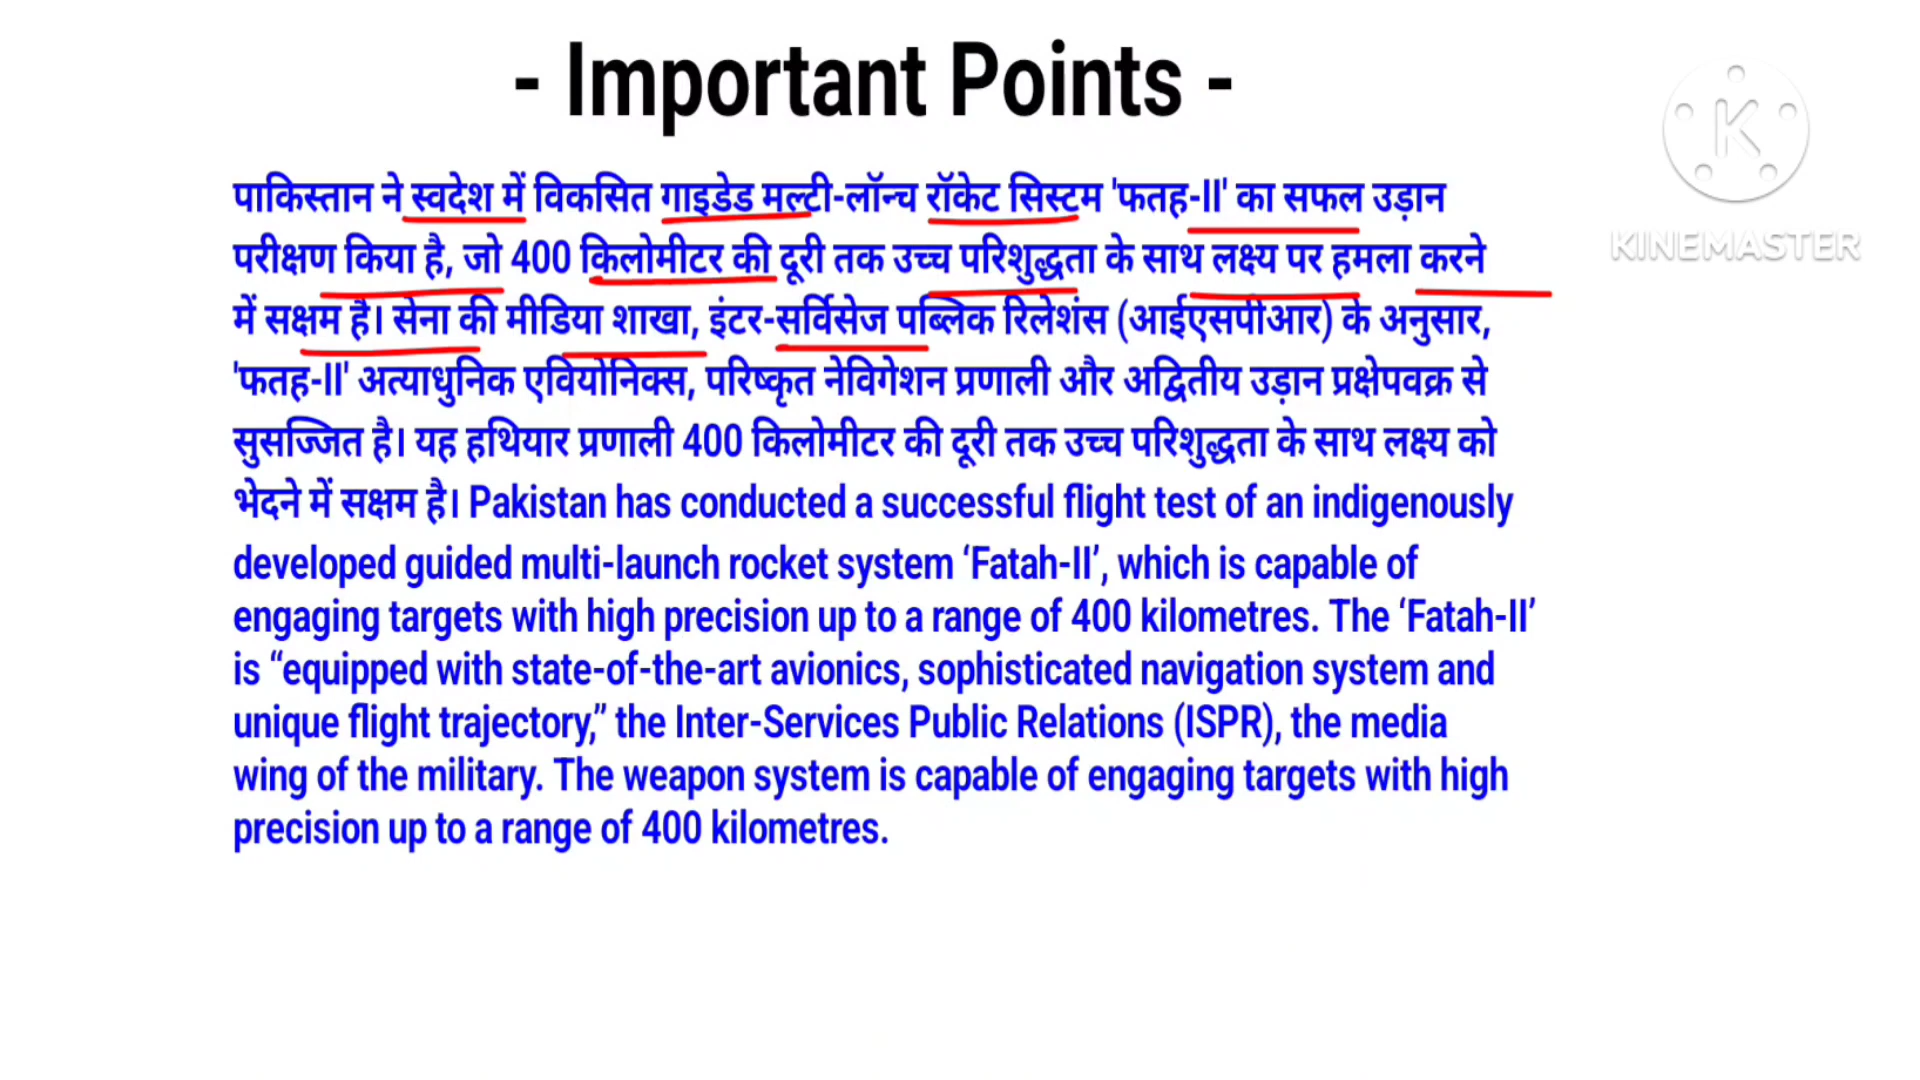 - Important Points -
पाकिस्तान ने स्वदेश में विकसित गाइडेड मल्टी-लॉन्च रॉकेट सिस्टम 'फतह-II' का सफल उड़ान
परीक्षण किया है, जो 400 किलोमीटर की दूरी तक उच्च परिशुद्धता के साथ लक्ष्य पर हमला करने
में सक्षम है। सेना की मीडिया शाखा, इंटर-सर्विसेज पब्लिक रिलेशंस (आईएसपीआर) के अनुसार,
'फतह-II' अत्याधुनिक एवियोनिक्स, परिष्कृत नेविगेशन प्रणाली और अद्वितीय उड़ान प्रक्षेपवक्र से
सुसज्जित है। यह हथियार प्रणाली 400 किलोमीटर की दूरी तक उच्च परिशुद्धता के साथ लक्ष्य को
भेदने में सक्षम है। Pakistan has conducted a successful flight test of an indigenously
developed guided multi-launch rocket system ‘Fatah-II’, which is capable of
engaging targets with high precision up to a range of 400 kilometres. The ‘Fatah-II’
is “equipped with state-of-the-art avionics, sophisticated navigation system and
unique flight trajectory,” the Inter-Services Public Relations (ISPR), the media
wing of the military. The weapon system is capable of engaging targets with high
precision up to a range of 400 kilometres.
K
KINEMASTER